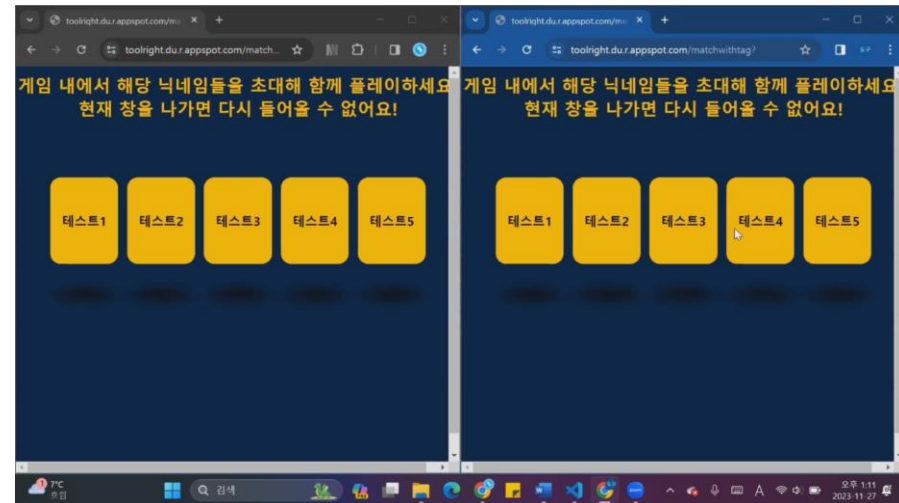 toolright.du.r.appspot.com/m
toolright.du.r.appspot.com/match...
게임 내에서 해당 닉네임들을 초대해 함께 플레이하세요
현재 창을 나가면 다시 들어올 수 없어요!
테스트1
테스트2
테스트3
테스트4
테스트5
toolright.du.r.appspot.com/m
toolright.du.r.appspot.com/matchwithtag?
게임 내에서 해당 닉네임들을 초대해 함께 플레이하세요
현재 창을 나가면 다시 들어올 수 없어요!
테스트1
테스트2
테스트3
테스트4
테스트5
7°C
흐림
검색
A
오후 1:11
2023-11-27